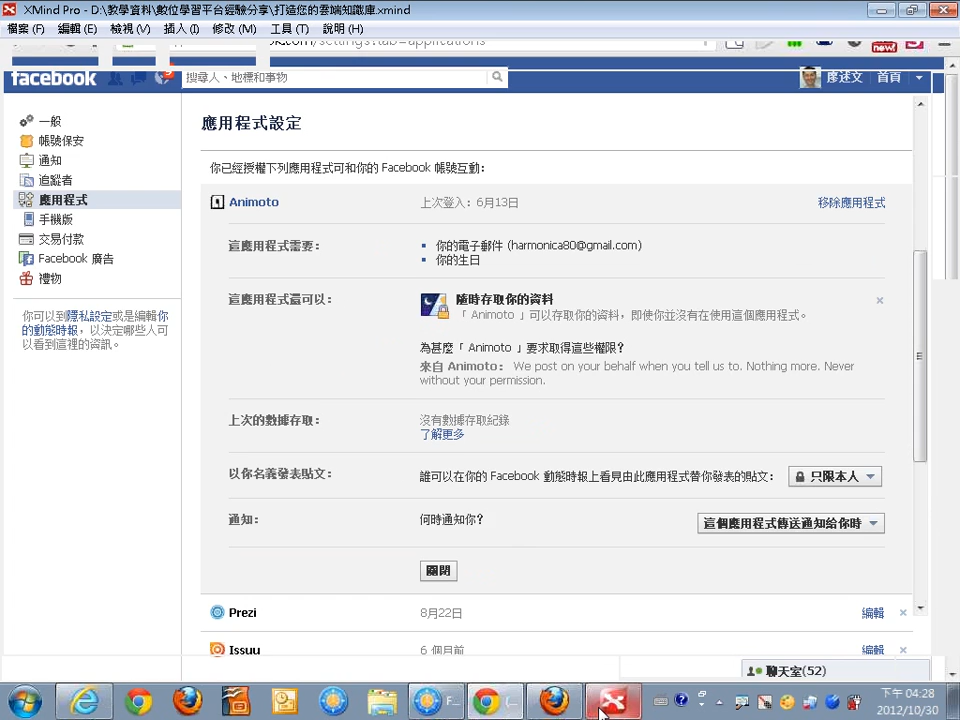 XMind Pro - D:\教學資料\數位學習平台經驗分享\打造您的雲端知識庫.xmind
檔案 (F) 編輯 (E) 檢視 (V) 插入 (I) 修改 (M) 工具 (T) 說明 (H)
facebook 搜尋人、地標和事物 廖述文 首頁
new!
一般
帳號保安
通知
追蹤者
應用程式
手機版
交易付款
Facebook 廣告
禮物
你可以到隱私設定或是編輯你
的動態時報，以決定哪些人可
以看到這裡的資訊。
應用程式設定
你已經授權下列應用程式可和你的 Facebook 帳號互動：
Animoto 上次登入：6月13日 移除應用程式
這應用程式需要： 你的電子郵件 (harmonica80@gmail.com)
你的生日
這應用程式還可以： 隨時存取你的資料
「 Animoto 」可以存取你的資料，即使你並沒有在使用這個應用程式。
為甚麼「 Animoto 」要求取得這些權限？
來自 Animoto： We post on your behalf when you tell us to. Nothing more. Never
without your permission.
上次的數據存取： 沒有數據存取紀錄
了解更多
以你名義發表貼文： 誰可以在你的 Facebook 動態時報上看見由此應用程式替你發表的貼文： 只限本人
通知： 何時通知你？ 這個應用程式傳送通知給你時
關閉
Prezi 8月22日 編輯
Issuu 6 個月前 編輯
聊天室(52)
F... (...
下午 04:28
2012/10/30